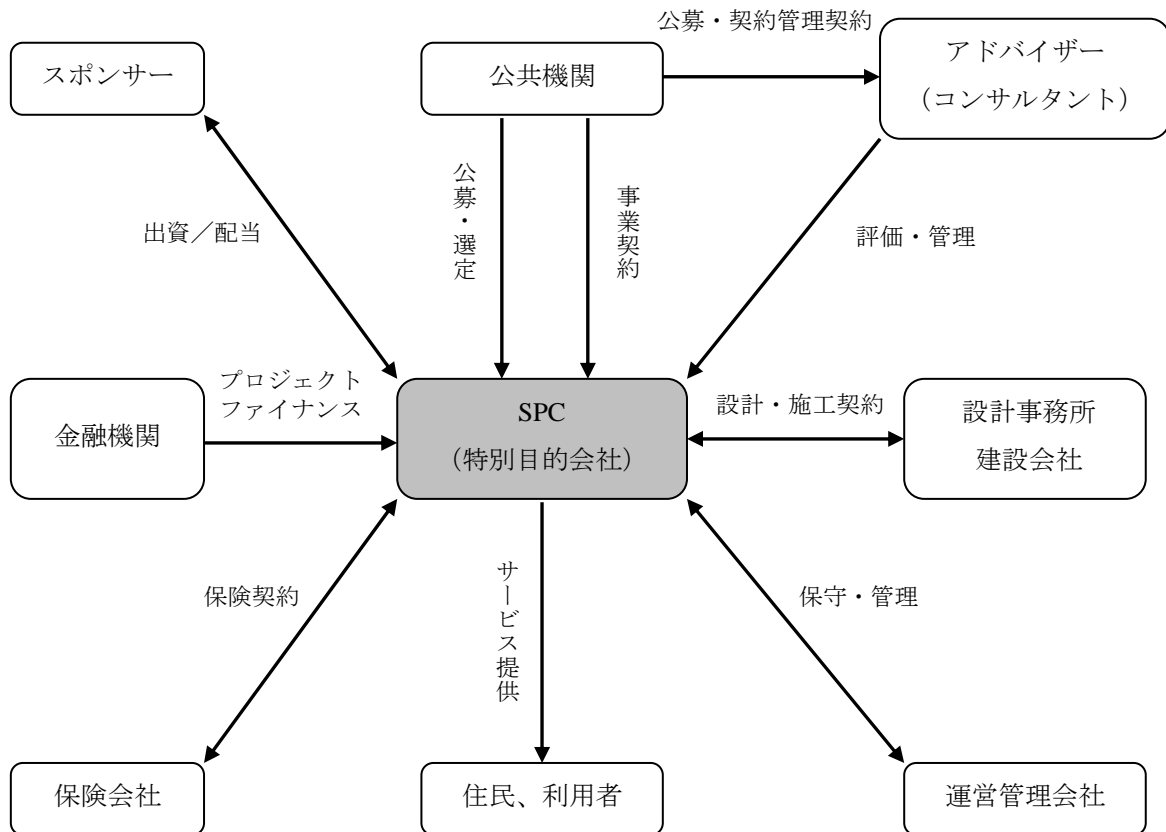 公募・契約管理契約
スポンサー
公共機関
アドバイザー
（コンサルタント）
公募・選定
事業契約
出資／配当
評価・管理
プロジェクト
ファイナンス
金融機関
SPC
（特別目的会社）
設計・施工契約
設計事務所
建設会社
保険契約
サービス提供
保守・管理
保険会社
住民、利用者
運営管理会社